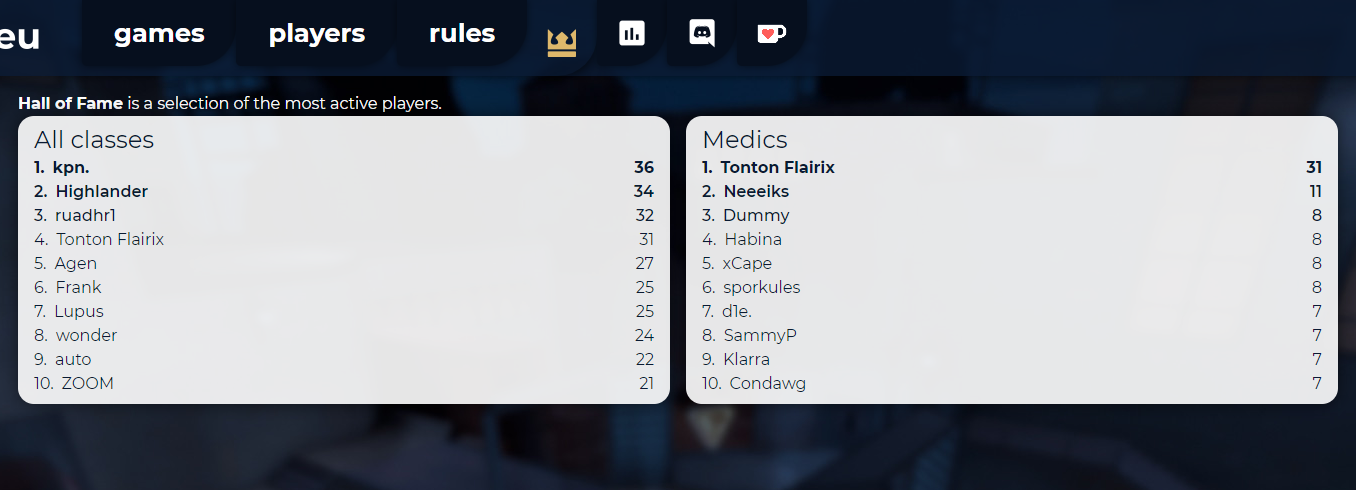 eu games players rules
Hall of Fame is a selection of the most active players.
All classes
1. kpn. 36
2. Highlander 34
3. ruadhr1 32
4. Tonton Flairix 31
5. Agen 27
6. Frank 25
7. Lupus 25
8. wonder 24
9. auto 22
10. ZOOM 21
Medics
1. Tonton Flairix 31
2. Neeeiks 11
3. Dummy 8
4. Habina 8
5. xCape 8
6. sporkules 8
7. d1e. 7
8. SammyP 7
9. Klarra 7
10. Condawg 7